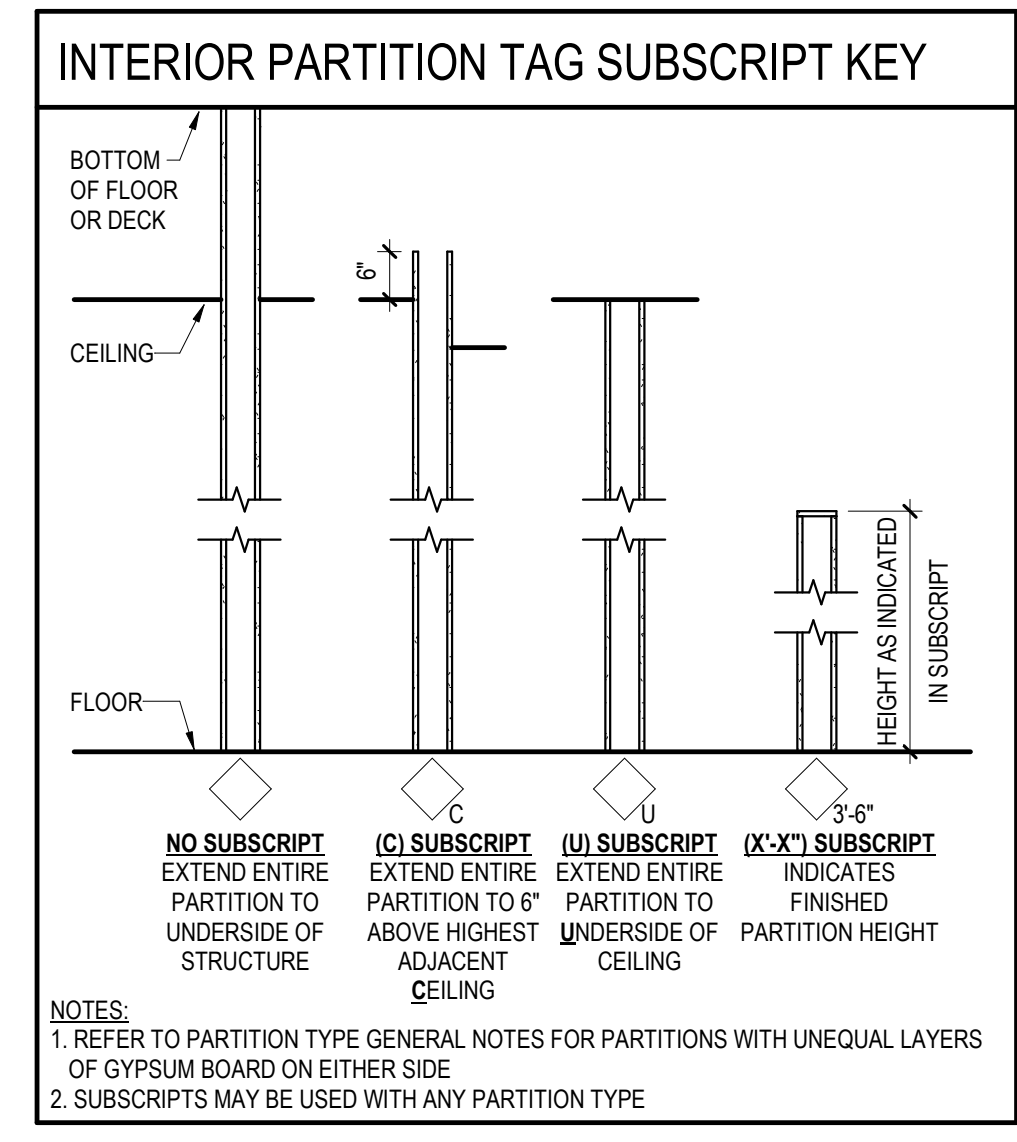 INTERIOR PARTITION TAG SUBSCRIPT KEY
BOTTOM
OF FLOOR
OR DECK
6"
CEILING
HEIGHT AS INDICATED
IN SUBSCRIPT
FLOOR
C
U
3'-6"
NO SUBSCRIPT
EXTEND ENTIRE
PARTITION TO
UNDERSIDE OF
STRUCTURE
(C) SUBSCRIPT
EXTEND ENTIRE
PARTITION TO 6"
ABOVE HIGHEST
ADJACENT
CEILING
(U) SUBSCRIPT
EXTEND ENTIRE
PARTITION TO
UNDERSIDE OF
CEILING
(X'-X") SUBSCRIPT
INDICATES
FINISHED
PARTITION HEIGHT
NOTES:
1. REFER TO PARTITION TYPE GENERAL NOTES FOR PARTITIONS WITH UNEQUAL LAYERS
OF GYPSUM BOARD ON EITHER SIDE
2. SUBSCRIPTS MAY BE USED WITH ANY PARTITION TYPE